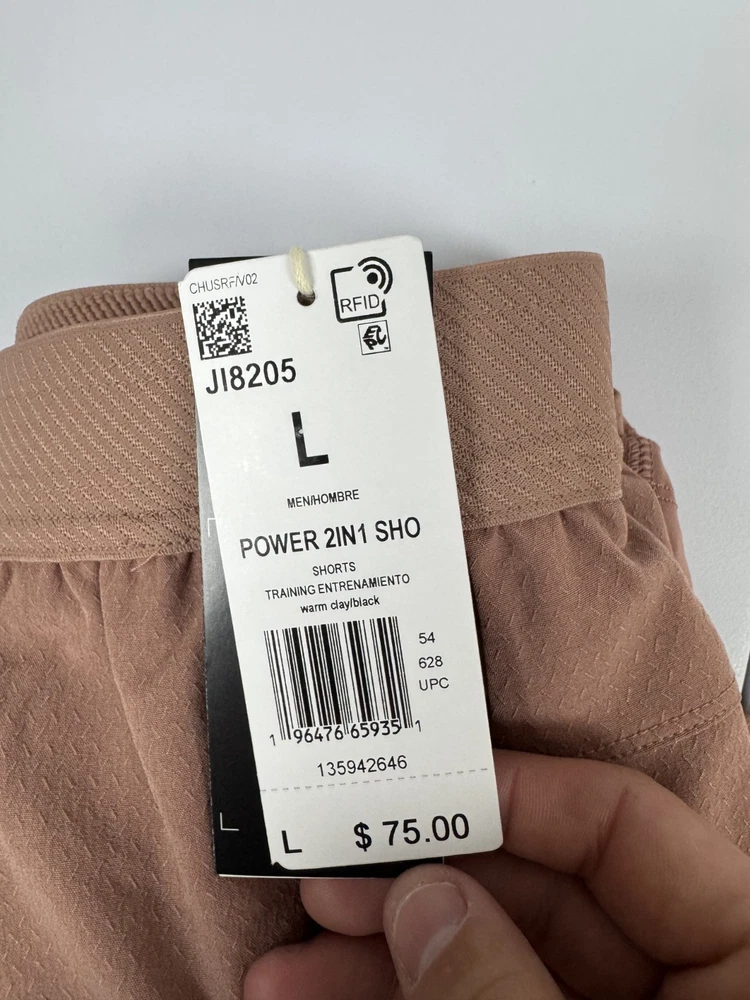 CHUSRF/V02
RFID
JI8205
L
MEN/HOMBRE
POWER 2IN1 SHO
SHORTS
TRAINING ENTRENAMIENTO
warm clay/black
54
628
UPC
1 96476 65935 1
135942646
L $ 75.00
L